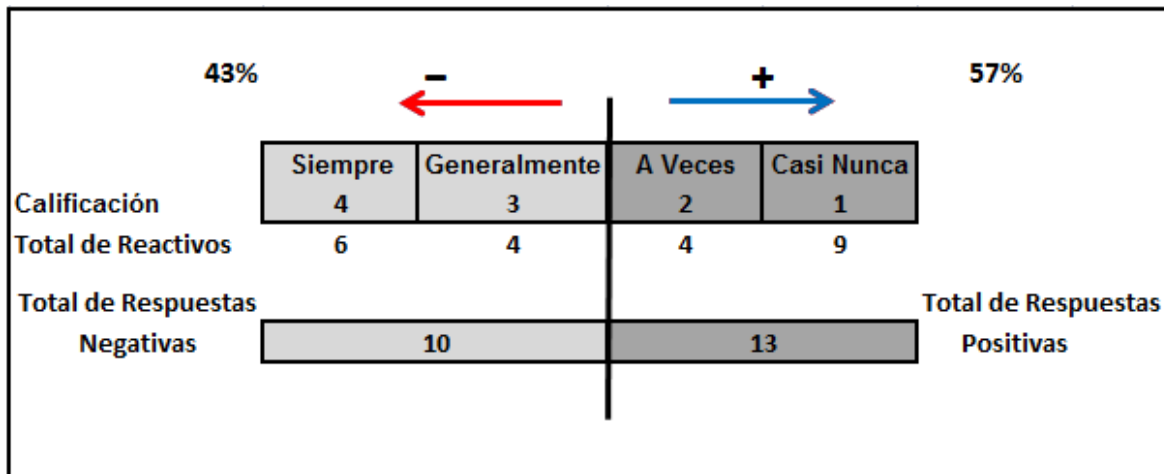 43% – + 57%
Siempre Generalmente A Veces Casi Nunca
Calificación 4 3 2 1
Total de Reactivos 6 4 4 9
Total de Respuestas Total de Respuestas
Negativas 10 13 Positivas